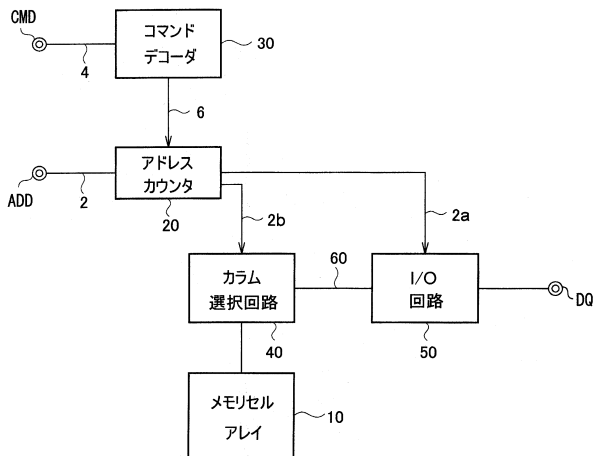 CMD
4
コマンド
デコーダ
30
6
ADD
2
アドレス
カウンタ
20
2b
2a
カラム
選択回路
40
60
I/O
回路
50
DQ
メモリセル
アレイ
10